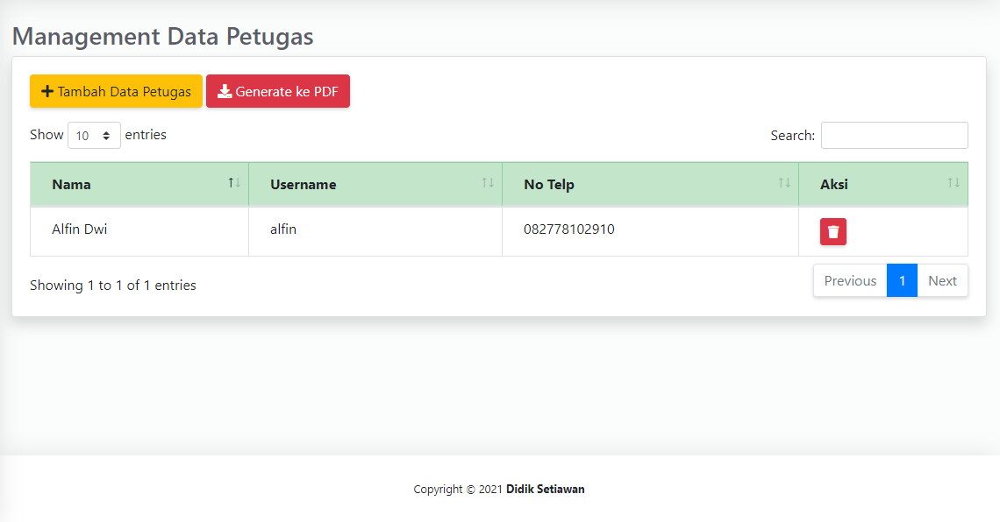 Management Data Petugas
Tambah Data Petugas Generate ke PDF
Show 10 entries Search:
Nama Username No Telp Aksi
Alfin Dwi alfin 082778102910
Showing 1 to 1 of 1 entries Previous 1 Next
Copyright © 2021 Didik Setiawan